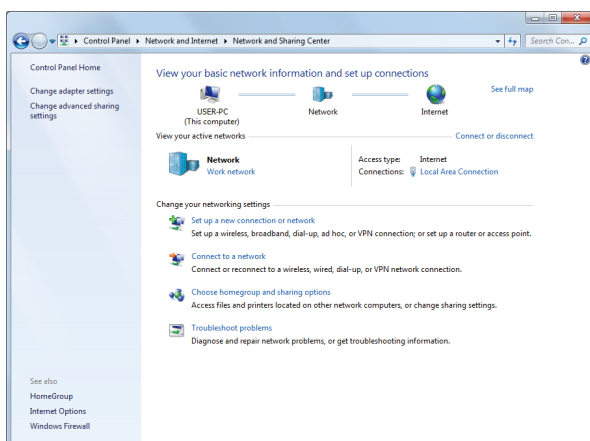 Control Panel ▸ Network and Internet ▸ Network and Sharing Center
Search Con...
Control Panel Home
Change adapter settings
Change advanced sharing
settings
View your basic network information and set up connections
See full map
USER-PC
(This computer)
Network
Internet
View your active networks
Connect or disconnect
Network
Work network
Access type: Internet
Connections: Local Area Connection
Change your networking settings
Set up a new connection or network
Set up a wireless, broadband, dial-up, ad hoc, or VPN connection; or set up a router or access point.
Connect to a network
Connect or reconnect to a wireless, wired, dial-up, or VPN network connection.
Choose homegroup and sharing options
Access files and printers located on other network computers, or change sharing settings.
Troubleshoot problems
Diagnose and repair network problems, or get troubleshooting information.
See also
HomeGroup
Internet Options
Windows Firewall